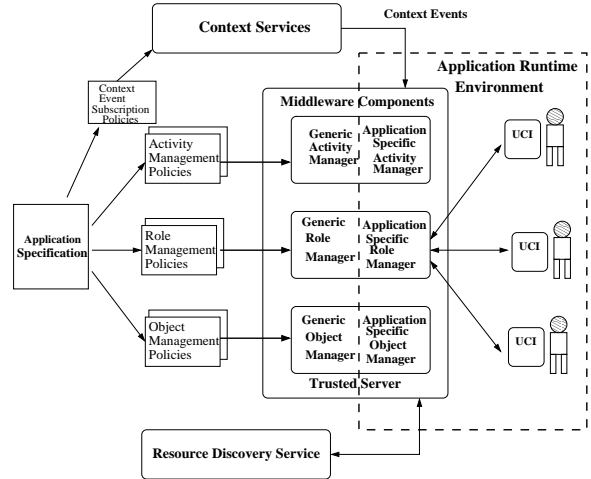 Context Events
Context Services
Application Runtime
Environment
Context
Event
Subscription
Policies
Middleware Components
Activity
Management
Policies
Generic
Activity
Manager
Application
Specific
Activity
Manager
UCI
Application
Specification
Role
Management
Policies
Generic
Role
Manager
Application
Specific
Role
Manager
UCI
Object
Management
Policies
Generic
Object
Manager
Application
Specific
Object
Manager
UCI
Trusted Server
Resource Discovery Service